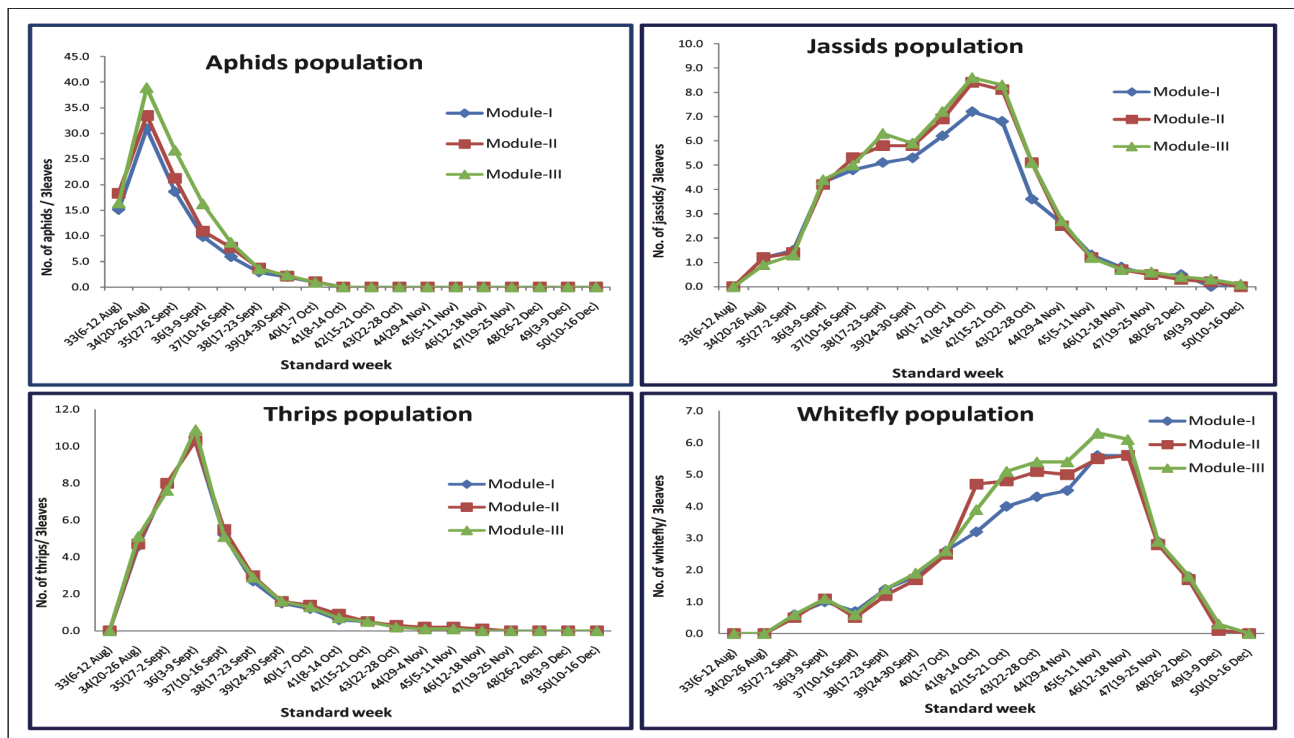 Aphids population
45.0
40.0
35.0
30.0
25.0
20.0
15.0
10.0
5.0
0.0
No. of aphids / 3leaves
Module-I
Module-II
Module-III
33(6-12 Aug)
34(20-26 Aug)
35(27-2 Sept)
36(3-9 Sept)
37(10-16 Sept)
38(17-23 Sept)
39(24-30 Sept)
40(1-7 Oct)
41(8-14 Oct)
42(15-21 Oct)
43(22-28 Oct)
44(29-4 Nov)
45(5-11 Nov)
46(12-18 Nov)
47(19-25 Nov)
48(26-2 Dec)
49(3-9 Dec)
50(10-16 Dec)
Standard week
Jassids population
10.0
9.0
8.0
7.0
6.0
5.0
4.0
3.0
2.0
1.0
0.0
No. of jassids/ 3leaves
Module-I
Module-II
Module-III
33(6-12 Aug)
34(20-26 Aug)
35(27-2 Sept)
36(3-9 Sept)
37(10-16 Sept)
38(17-23 Sept)
39(24-30 Sept)
40(1-7 Oct)
41(8-14 Oct)
42(15-21 Oct)
43(22-28 Oct)
44(29-4 Nov)
45(5-11 Nov)
46(12-18 Nov)
47(19-25 Nov)
48(26-2 Dec)
49(3-9 Dec)
50(10-16 Dec)
Standard week
Thrips population
12.0
10.0
8.0
6.0
4.0
2.0
0.0
No. of thrips/ 3leaves
Module-I
Module-II
Module-III
33(6-12 Aug)
34(20-26 Aug)
35(27-2 Sept)
36(3-9 Sept)
37(10-16 Sept)
38(17-23 Sept)
39(24-30 Sept)
40(1-7 Oct)
41(8-14 Oct)
42(15-21 Oct)
43(22-28 Oct)
44(29-4 Nov)
45(5-11 Nov)
46(12-18 Nov)
47(19-25 Nov)
48(26-2 Dec)
49(3-9 Dec)
50(10-16 Dec)
Standard week
Whitefly population
7.0
6.0
5.0
4.0
3.0
2.0
1.0
0.0
No. of whitefly/ 3leaves
Module-I
Module-II
Module-III
33(6-12 Aug)
34(20-26 Aug)
35(27-2 Sept)
36(3-9 Sept)
37(10-16 Sept)
38(17-23 Sept)
39(24-30 Sept)
40(1-7 Oct)
41(8-14 Oct)
42(15-21 Oct)
43(22-28 Oct)
44(29-4 Nov)
45(5-11 Nov)
46(12-18 Nov)
47(19-25 Nov)
48(26-2 Dec)
49(3-9 Dec)
50(10-16 Dec)
Standard week